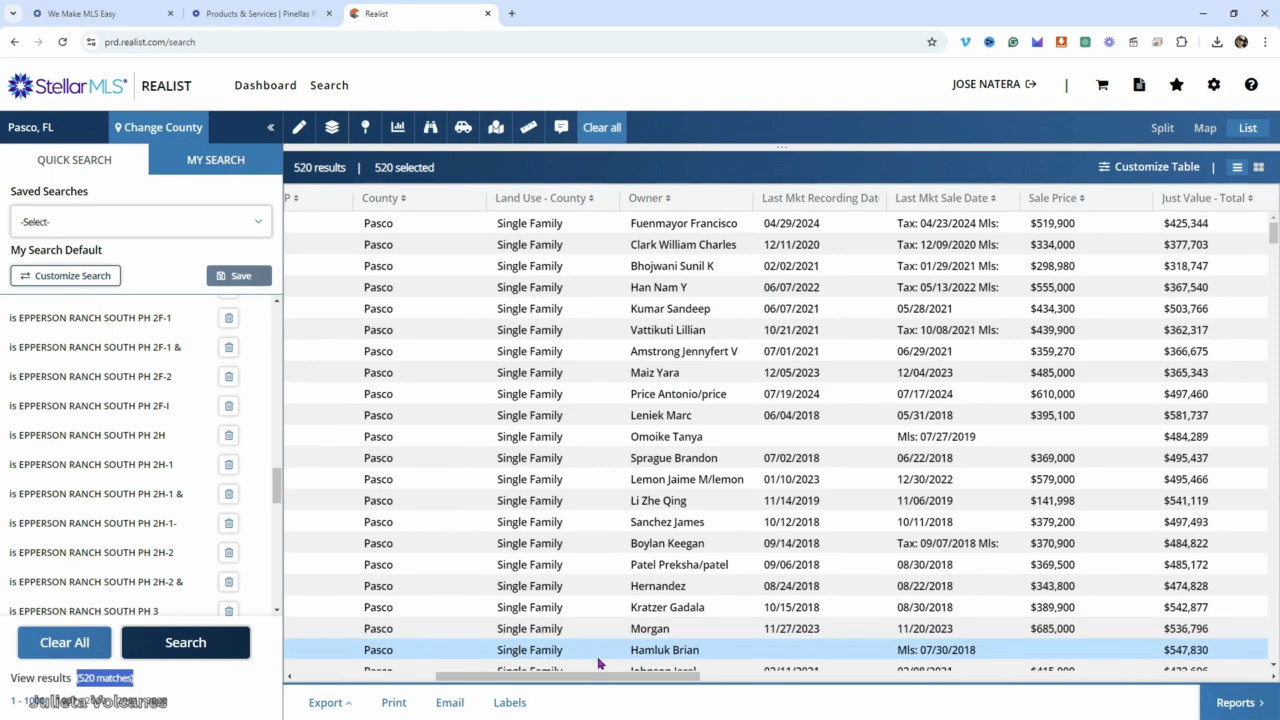 We Make MLS Easy
Products & Services | Pinellas R
Realist
prd.realist.com/search
StellarMLS
REALIST
Dashboard
Search
JOSE NATERA
Pasco, FL
Change County
Clear all
Split
Map
List
QUICK SEARCH
MY SEARCH
520 results | 520 selected
Customize Table
Saved Searches
-Select-
My Search Default
Customize Search
Save
is EPPERSON RANCH SOUTH PH 2F-1
is EPPERSON RANCH SOUTH PH 2F-1 &
is EPPERSON RANCH SOUTH PH 2F-2
is EPPERSON RANCH SOUTH PH 2F-I
is EPPERSON RANCH SOUTH PH 2H
is EPPERSON RANCH SOUTH PH 2H-1
is EPPERSON RANCH SOUTH PH 2H-1 &
is EPPERSON RANCH SOUTH PH 2H-1-
is EPPERSON RANCH SOUTH PH 2H-2
is EPPERSON RANCH SOUTH PH 2H-2 &
is EPPERSON RANCH SOUTH PH 3
Clear All
Search
View results (520 matches)
Julieta Volcanes
P County Land Use - County Owner Last Mkt Recording Dat Last Mkt Sale Date Sale Price Just Value - Total
Pasco Single Family Fuenmayor Francisco 04/29/2024 Tax: 04/23/2024 Mls: $519,900 $425,344
Pasco Single Family Clark William Charles 12/11/2020 Tax: 12/09/2020 Mls: $334,000 $377,703
Pasco Single Family Bhojwani Sunil K 02/02/2021 Tax: 01/29/2021 Mls: $298,980 $318,747
Pasco Single Family Han Nam Y 06/07/2022 Tax: 05/13/2022 Mls: $555,000 $367,540
Pasco Single Family Kumar Sandeep 06/07/2021 05/28/2021 $434,300 $503,766
Pasco Single Family Vattikuti Lillian 10/21/2021 Tax: 10/08/2021 Mls: $439,900 $362,317
Pasco Single Family Amstrong Jennyfert V 07/01/2021 06/29/2021 $359,270 $366,675
Pasco Single Family Maiz Yara 12/05/2023 12/04/2023 $485,000 $365,343
Pasco Single Family Price Antonio/price 07/19/2024 07/17/2024 $610,000 $497,460
Pasco Single Family Leniek Marc 06/04/2018 05/31/2018 $395,100 $581,737
Pasco Single Family Omoike Tanya Mls: 07/27/2019 $484,289
Pasco Single Family Sprague Brandon 07/02/2018 06/22/2018 $369,000 $495,437
Pasco Single Family Lemon Jaime M/lemon 01/10/2023 12/30/2022 $579,000 $495,466
Pasco Single Family Li Zhe Qing 11/14/2019 11/06/2019 $141,998 $541,119
Pasco Single Family Sanchez James 10/12/2018 10/11/2018 $379,200 $497,493
Pasco Single Family Boylan Keegan 09/14/2018 Tax: 09/07/2018 Mls: $370,900 $484,822
Pasco Single Family Patel Preksha/patel 09/06/2018 08/30/2018 $369,500 $485,172
Pasco Single Family Hernandez 08/24/2018 08/22/2018 $343,800 $474,828
Pasco Single Family Kratzer Gadala 10/15/2018 08/30/2018 $389,900 $542,877
Pasco Single Family Morgan 11/27/2023 11/20/2023 $685,000 $536,796
Pasco Single Family Hamluk Brian Mls: 07/30/2018 $547,830
Export
Print
Email
Labels
Reports